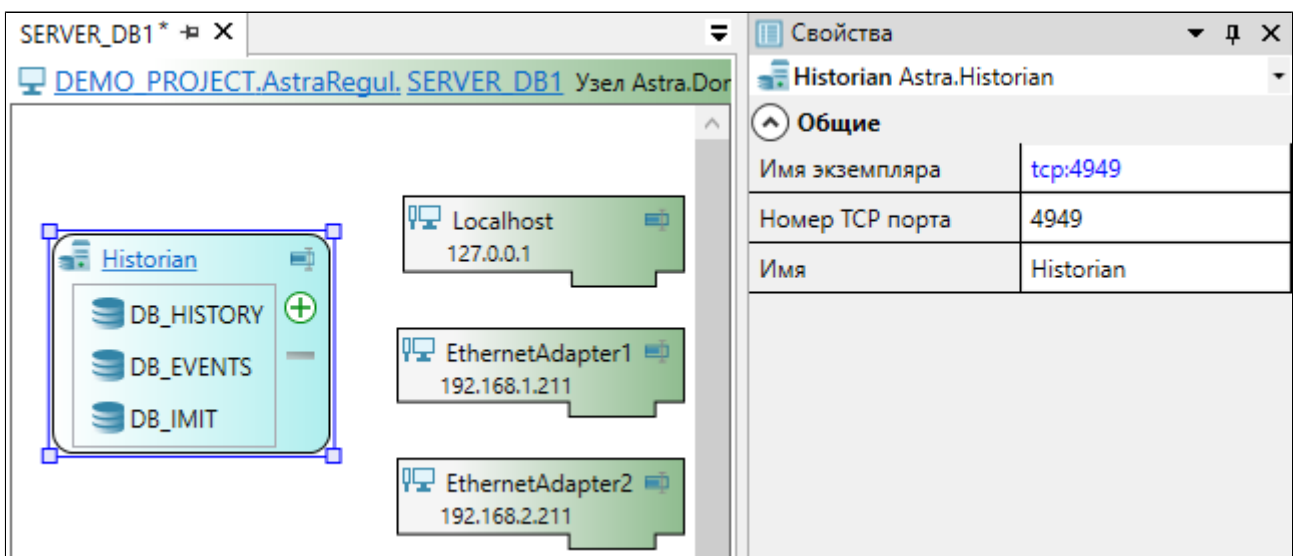 SERVER_DB1*
DEMO_PROJECT.AstraRegul. SERVER_DB1 Узел Astra.Dor
Historian
DB_HISTORY
DB_EVENTS
DB_IMIT
Localhost
127.0.0.1
EthernetAdapter1
192.168.1.211
EthernetAdapter2
192.168.2.211
Свойства
Historian Astra.Historian
Общие
Имя экземпляра tcp:4949
Номер TCP порта 4949
Имя Historian